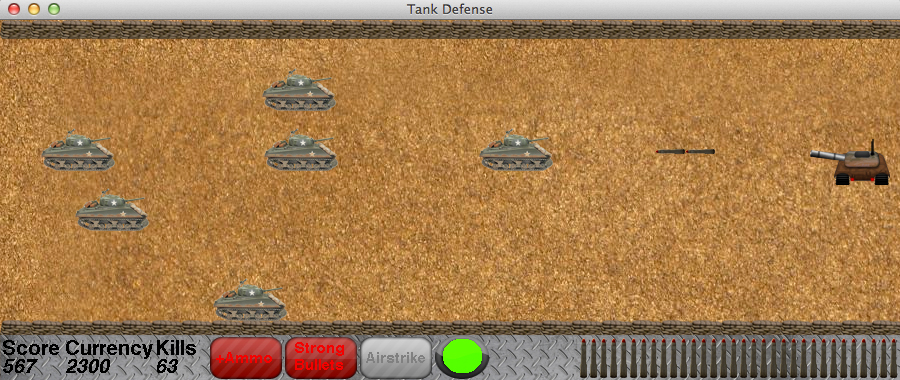 Tank Defense
Score Currency Kills
567 2300 63
+Ammo
Strong
Bullets
Airstrike